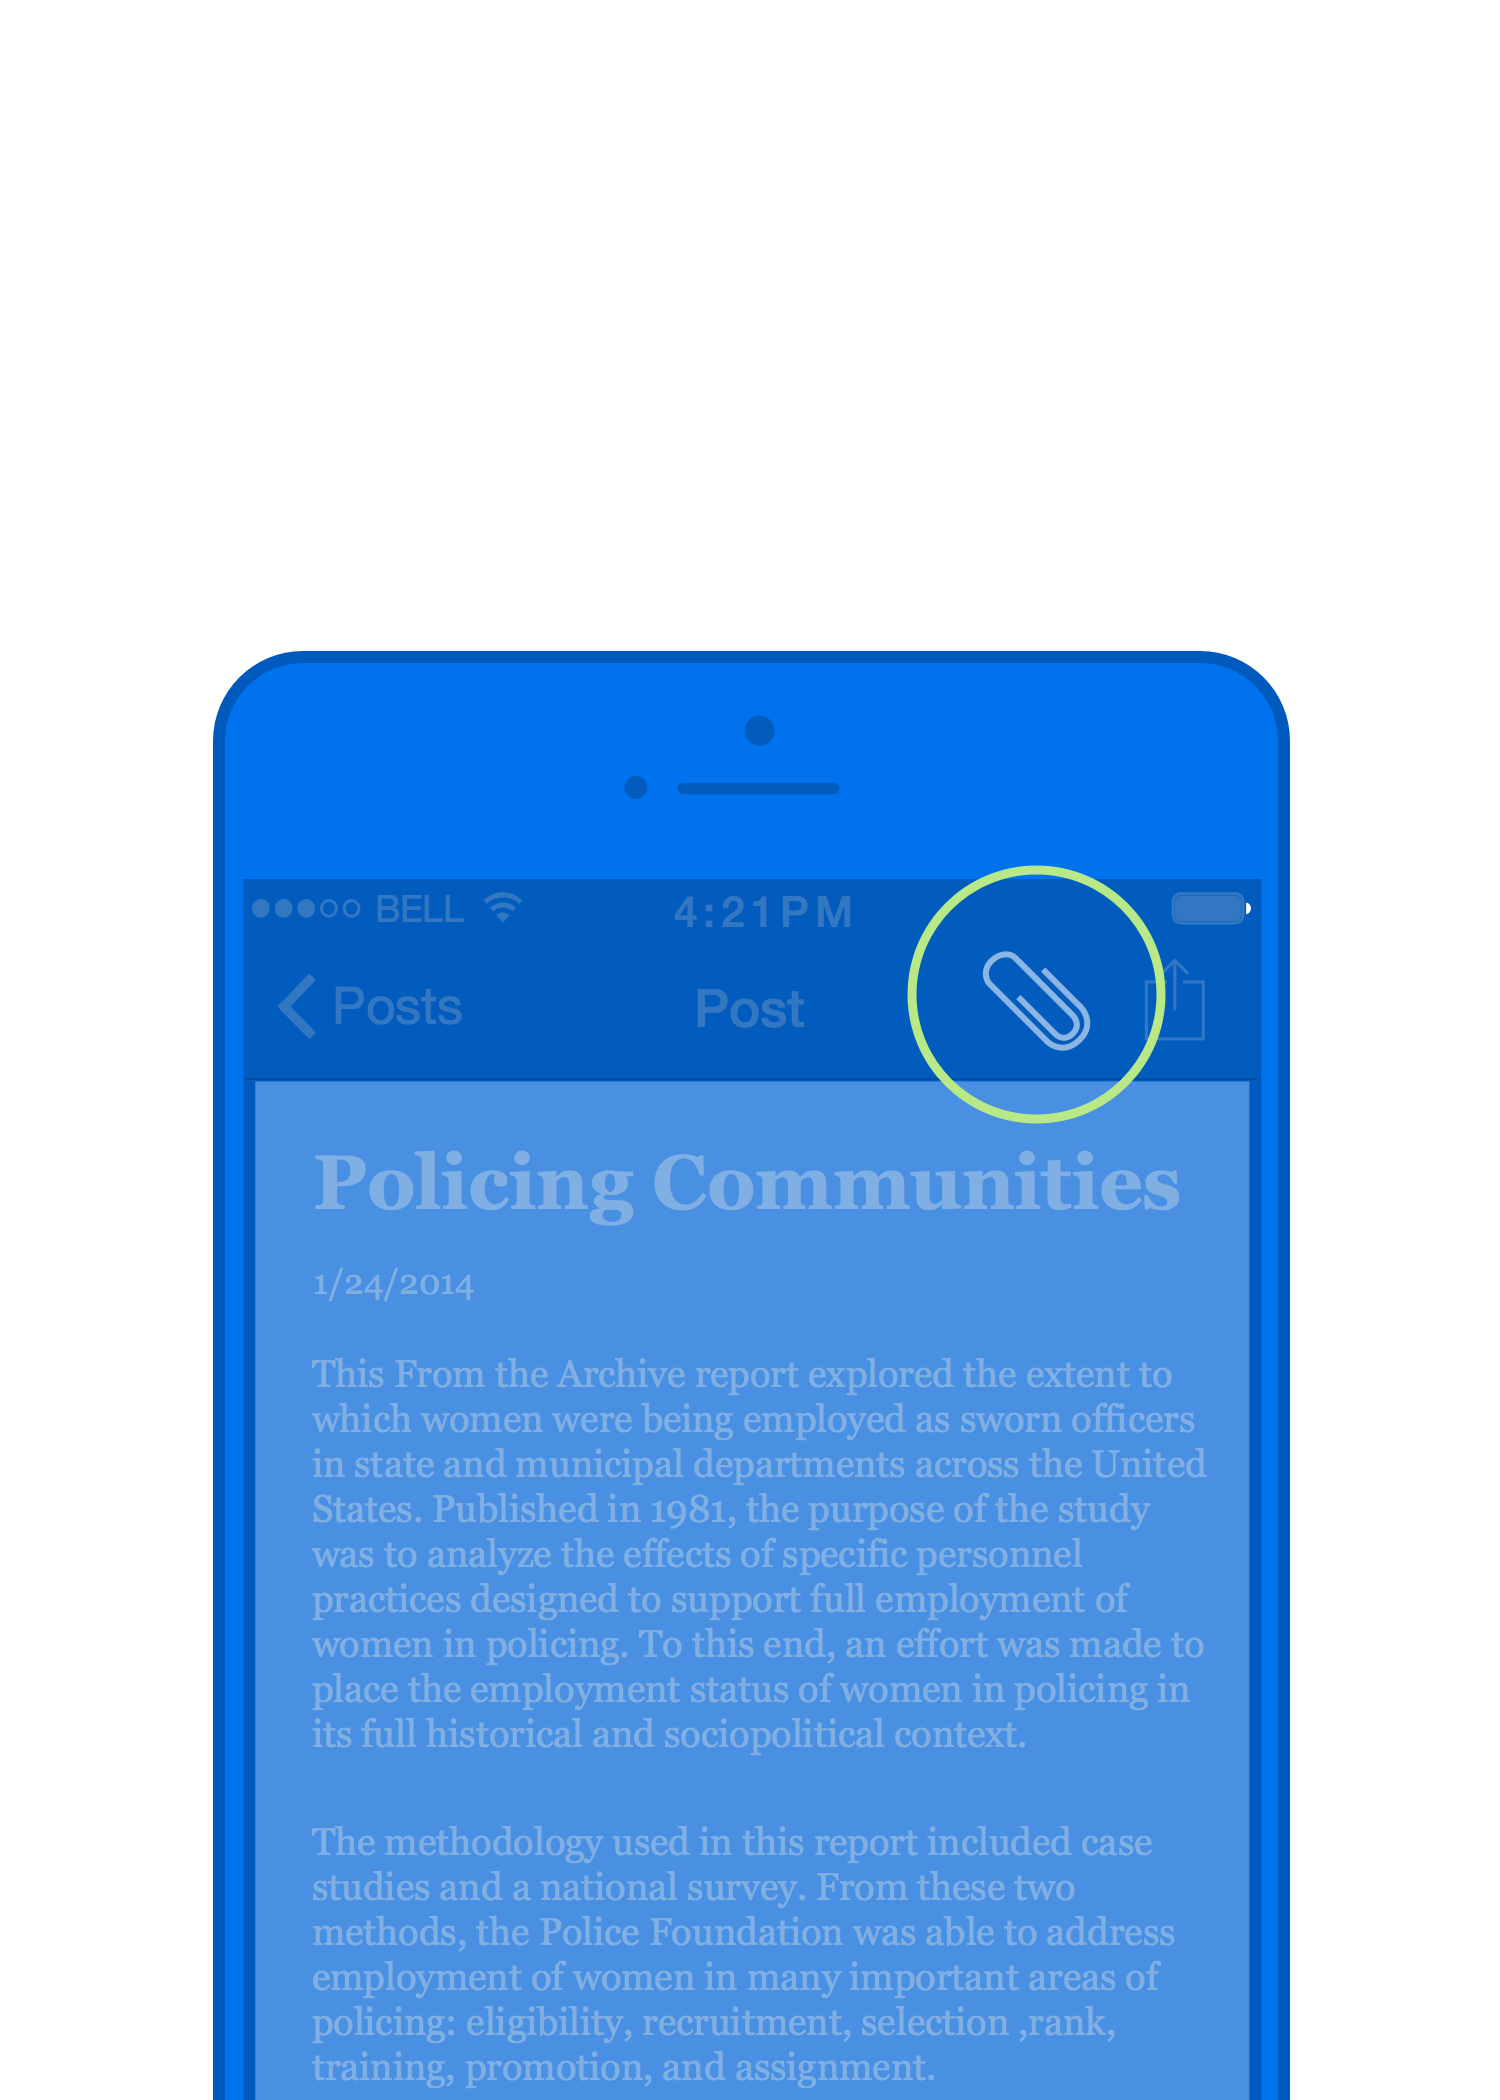 BELL 4:21PM
Posts Post
Policing Communities
1/24/2014
This From the Archive report explored the extent to
which women were being employed as sworn officers
in state and municipal departments across the United
States. Published in 1981, the purpose of the study
was to analyze the effects of specific personnel
practices designed to support full employment of
women in policing. To this end, an effort was made to
place the employment status of women in policing in
its full historical and sociopolitical context.
The methodology used in this report included case
studies and a national survey. From these two
methods, the Police Foundation was able to address
employment of women in many important areas of
policing: eligibility, recruitment, selection ,rank,
training, promotion, and assignment.